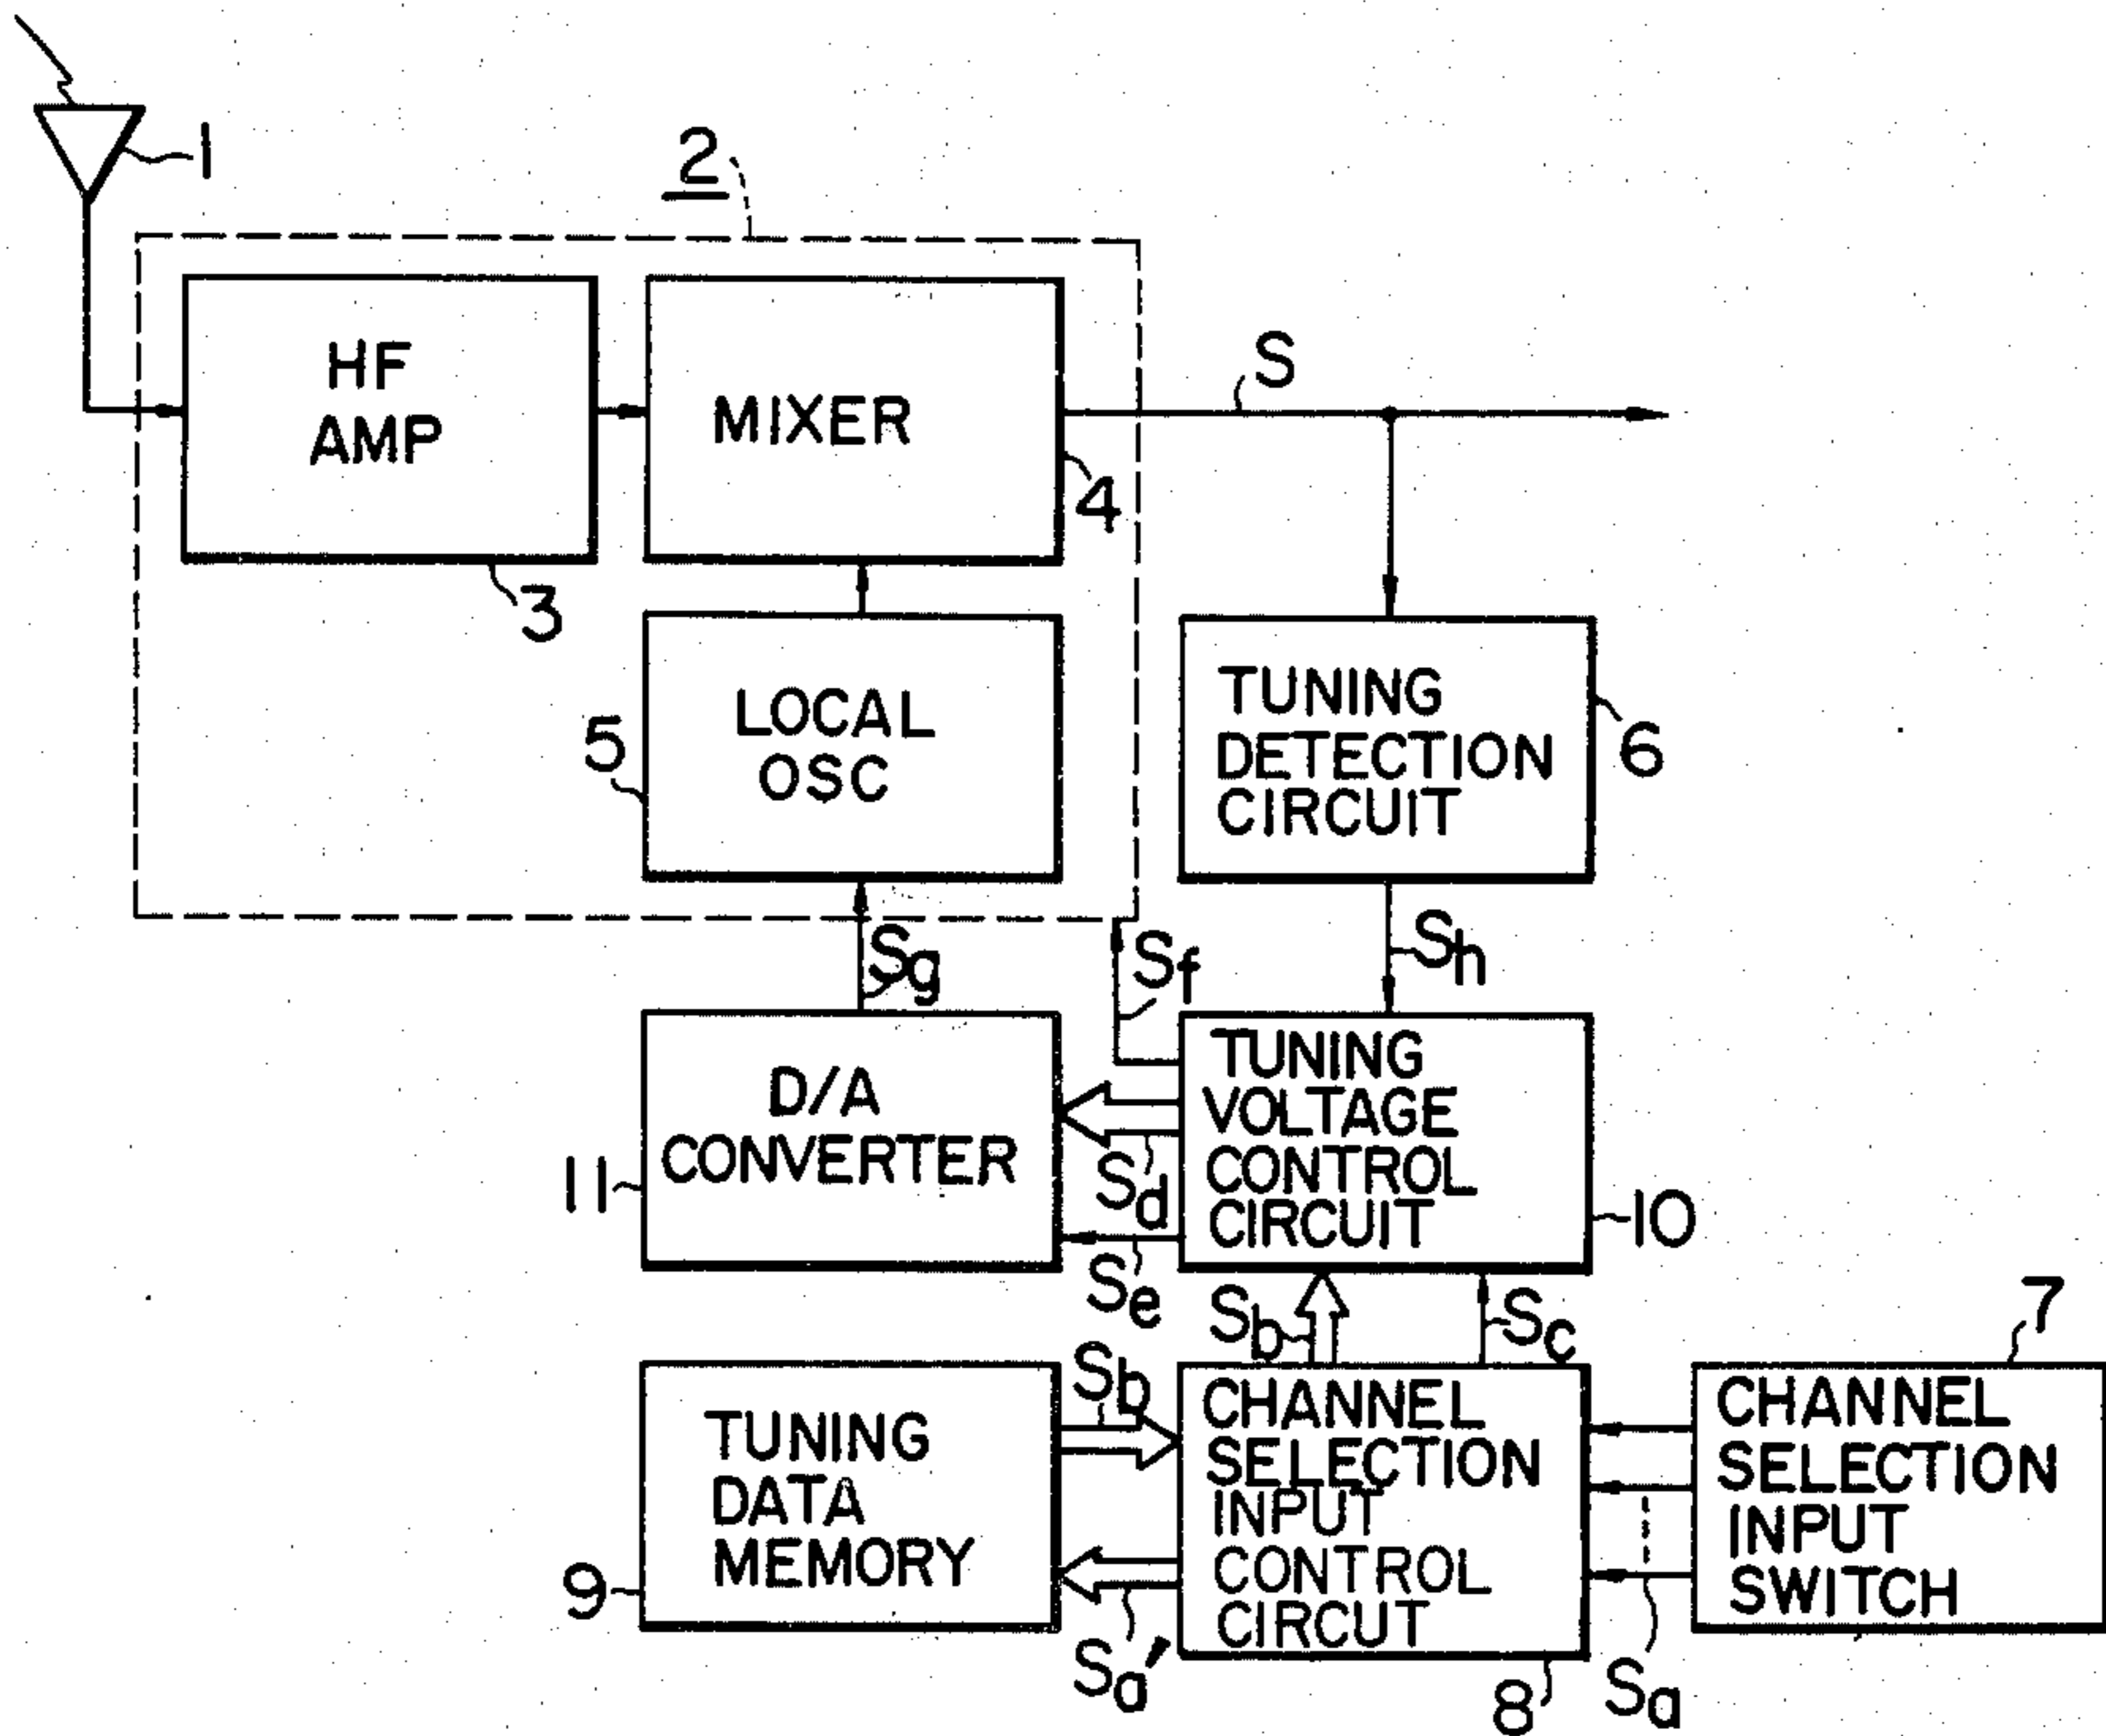 1
2
HF
AMP
3
MIXER
4
S
LOCAL
OSC
5
TUNING
DETECTION
CIRCUIT
6
Sg
Sf
Sh
D/A
CONVERTER
11
Sd
Se
TUNING
VOLTAGE
CONTROL
CIRCUIT
10
Sb
Sc
7
TUNING
DATA
MEMORY
9
Sb
Sa'
CHANNEL
SELECTION
INPUT
CONTROL
CIRCUT
8
Sa
CHANNEL
SELECTION
INPUT
SWITCH